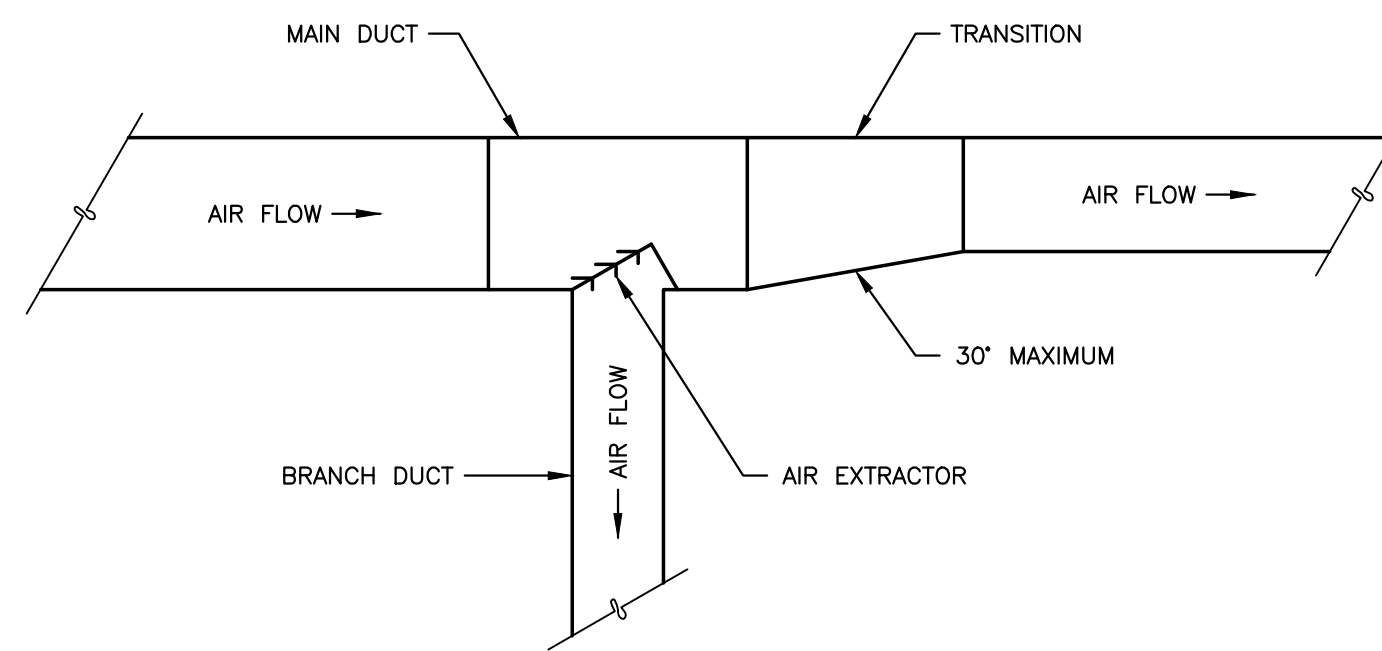 MAIN DUCT
TRANSITION
AIR FLOW
AIR FLOW
30° MAXIMUM
AIR FLOW
BRANCH DUCT
AIR EXTRACTOR